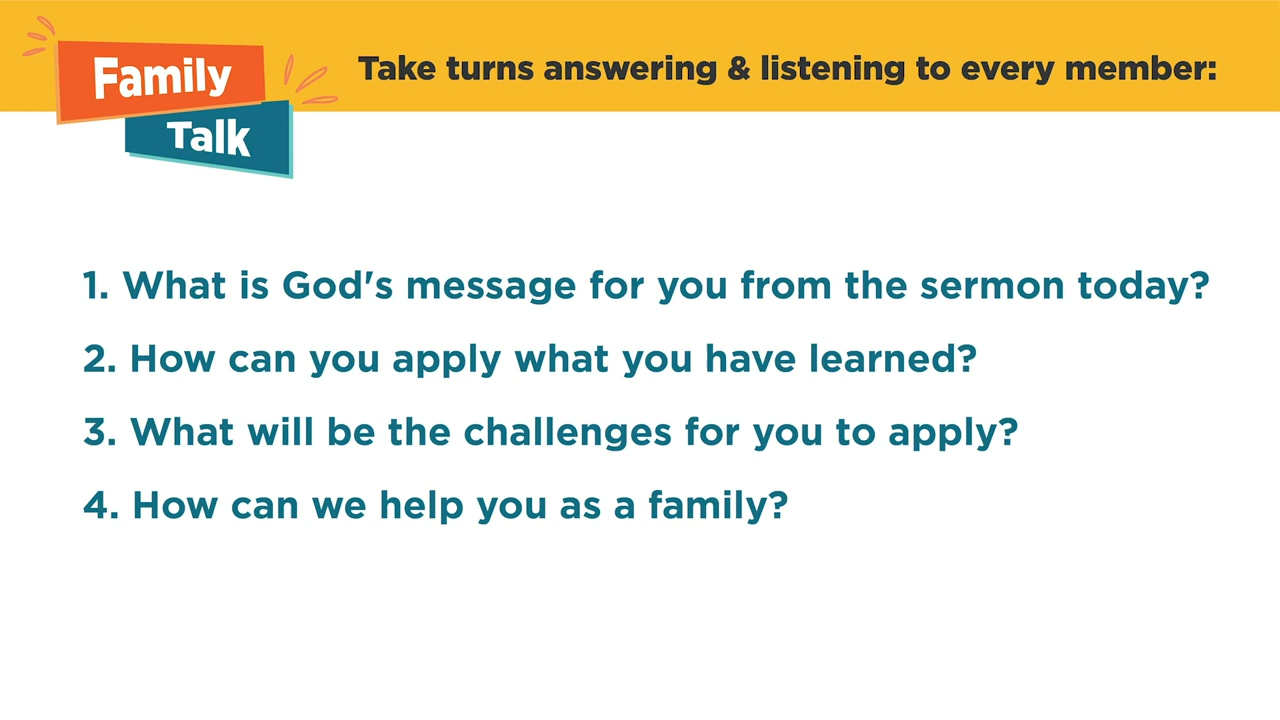 Family
Talk
Take turns answering & listening to every member:
1. What is God's message for you from the sermon today?
2. How can you apply what you have learned?
3. What will be the challenges for you to apply?
4. How can we help you as a family?